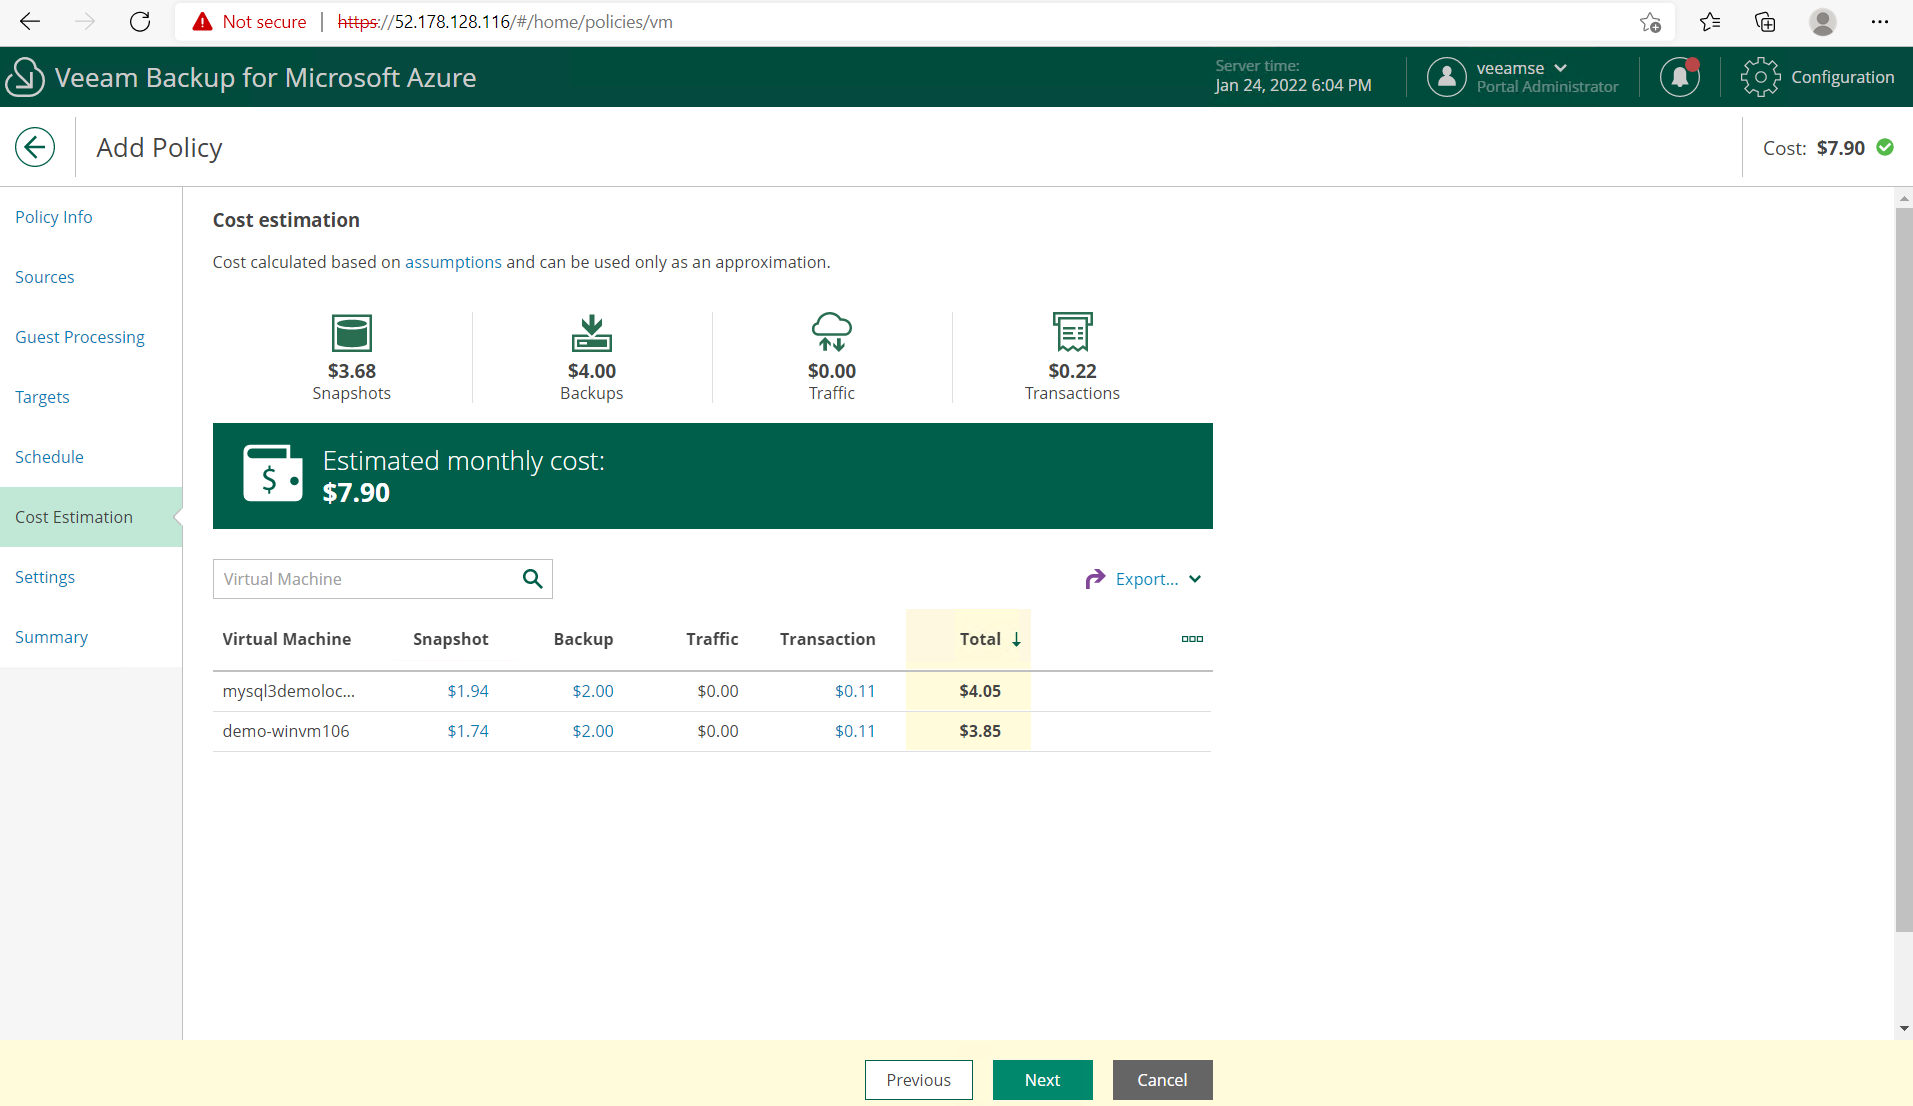 Not secure | https://52.178.128.116/#/home/policies/vm
Veeam Backup for Microsoft Azure
Server time:
Jan 24, 2022 6:04 PM
veeamse
Portal Administrator
Configuration
Add Policy
Cost: $7.90
Policy Info
Sources
Guest Processing
Targets
Schedule
Cost Estimation
Settings
Summary
Cost estimation
Cost calculated based on assumptions and can be used only as an approximation.
$3.68 $4.00 $0.00 $0.22
Snapshots Backups Traffic Transactions
$
Estimated monthly cost:
$7.90
Virtual Machine
Export...
Virtual Machine Snapshot Backup Traffic Transaction Total
mysql3demoloc... $1.94 $2.00 $0.00 $0.11 $4.05
demo-winvm106 $1.74 $2.00 $0.00 $0.11 $3.85
Previous Next Cancel